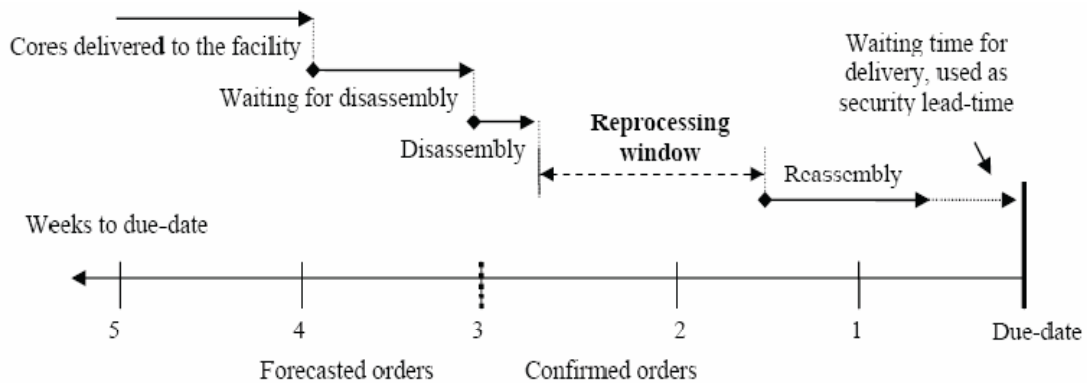 Cores delivered to the facility
Waiting for disassembly
Disassembly
Reprocessing
window
Reassembly
Waiting time for
delivery, used as
security lead-time
Weeks to due-date
5 4 3 2 1 Due-date
Forecasted orders Confirmed orders